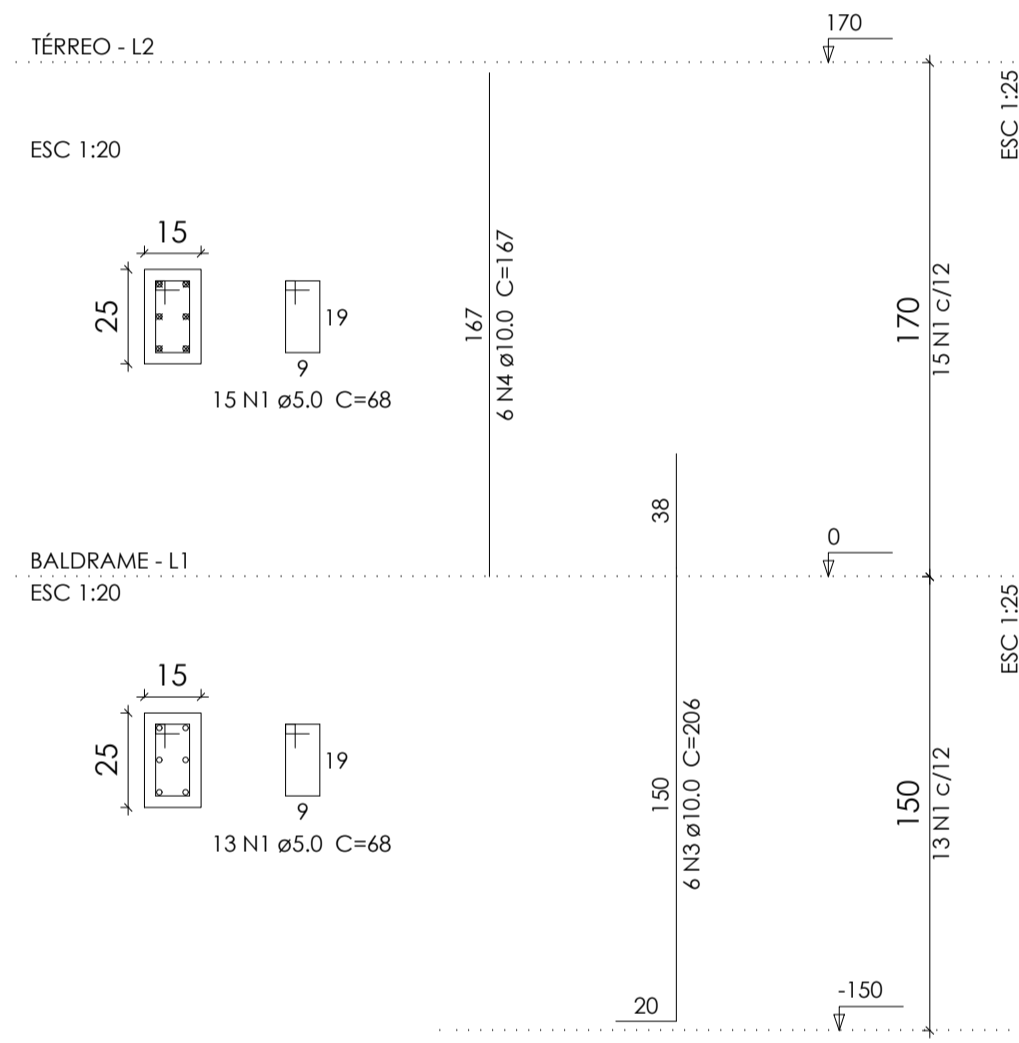 TÉRREO - L2
170
ESC 1:20
ESC 1:25
15
25
19
9
15 N1 ø5.0 C=68
167
6 N4 ø10.0 C=167
170
15 N1 c/12
38
0
BALDRAME - L1
ESC 1:20
ESC 1:25
15
25
19
9
13 N1 ø5.0 C=68
150
6 N3 ø10.0 C=206
150
13 N1 c/12
20
-150